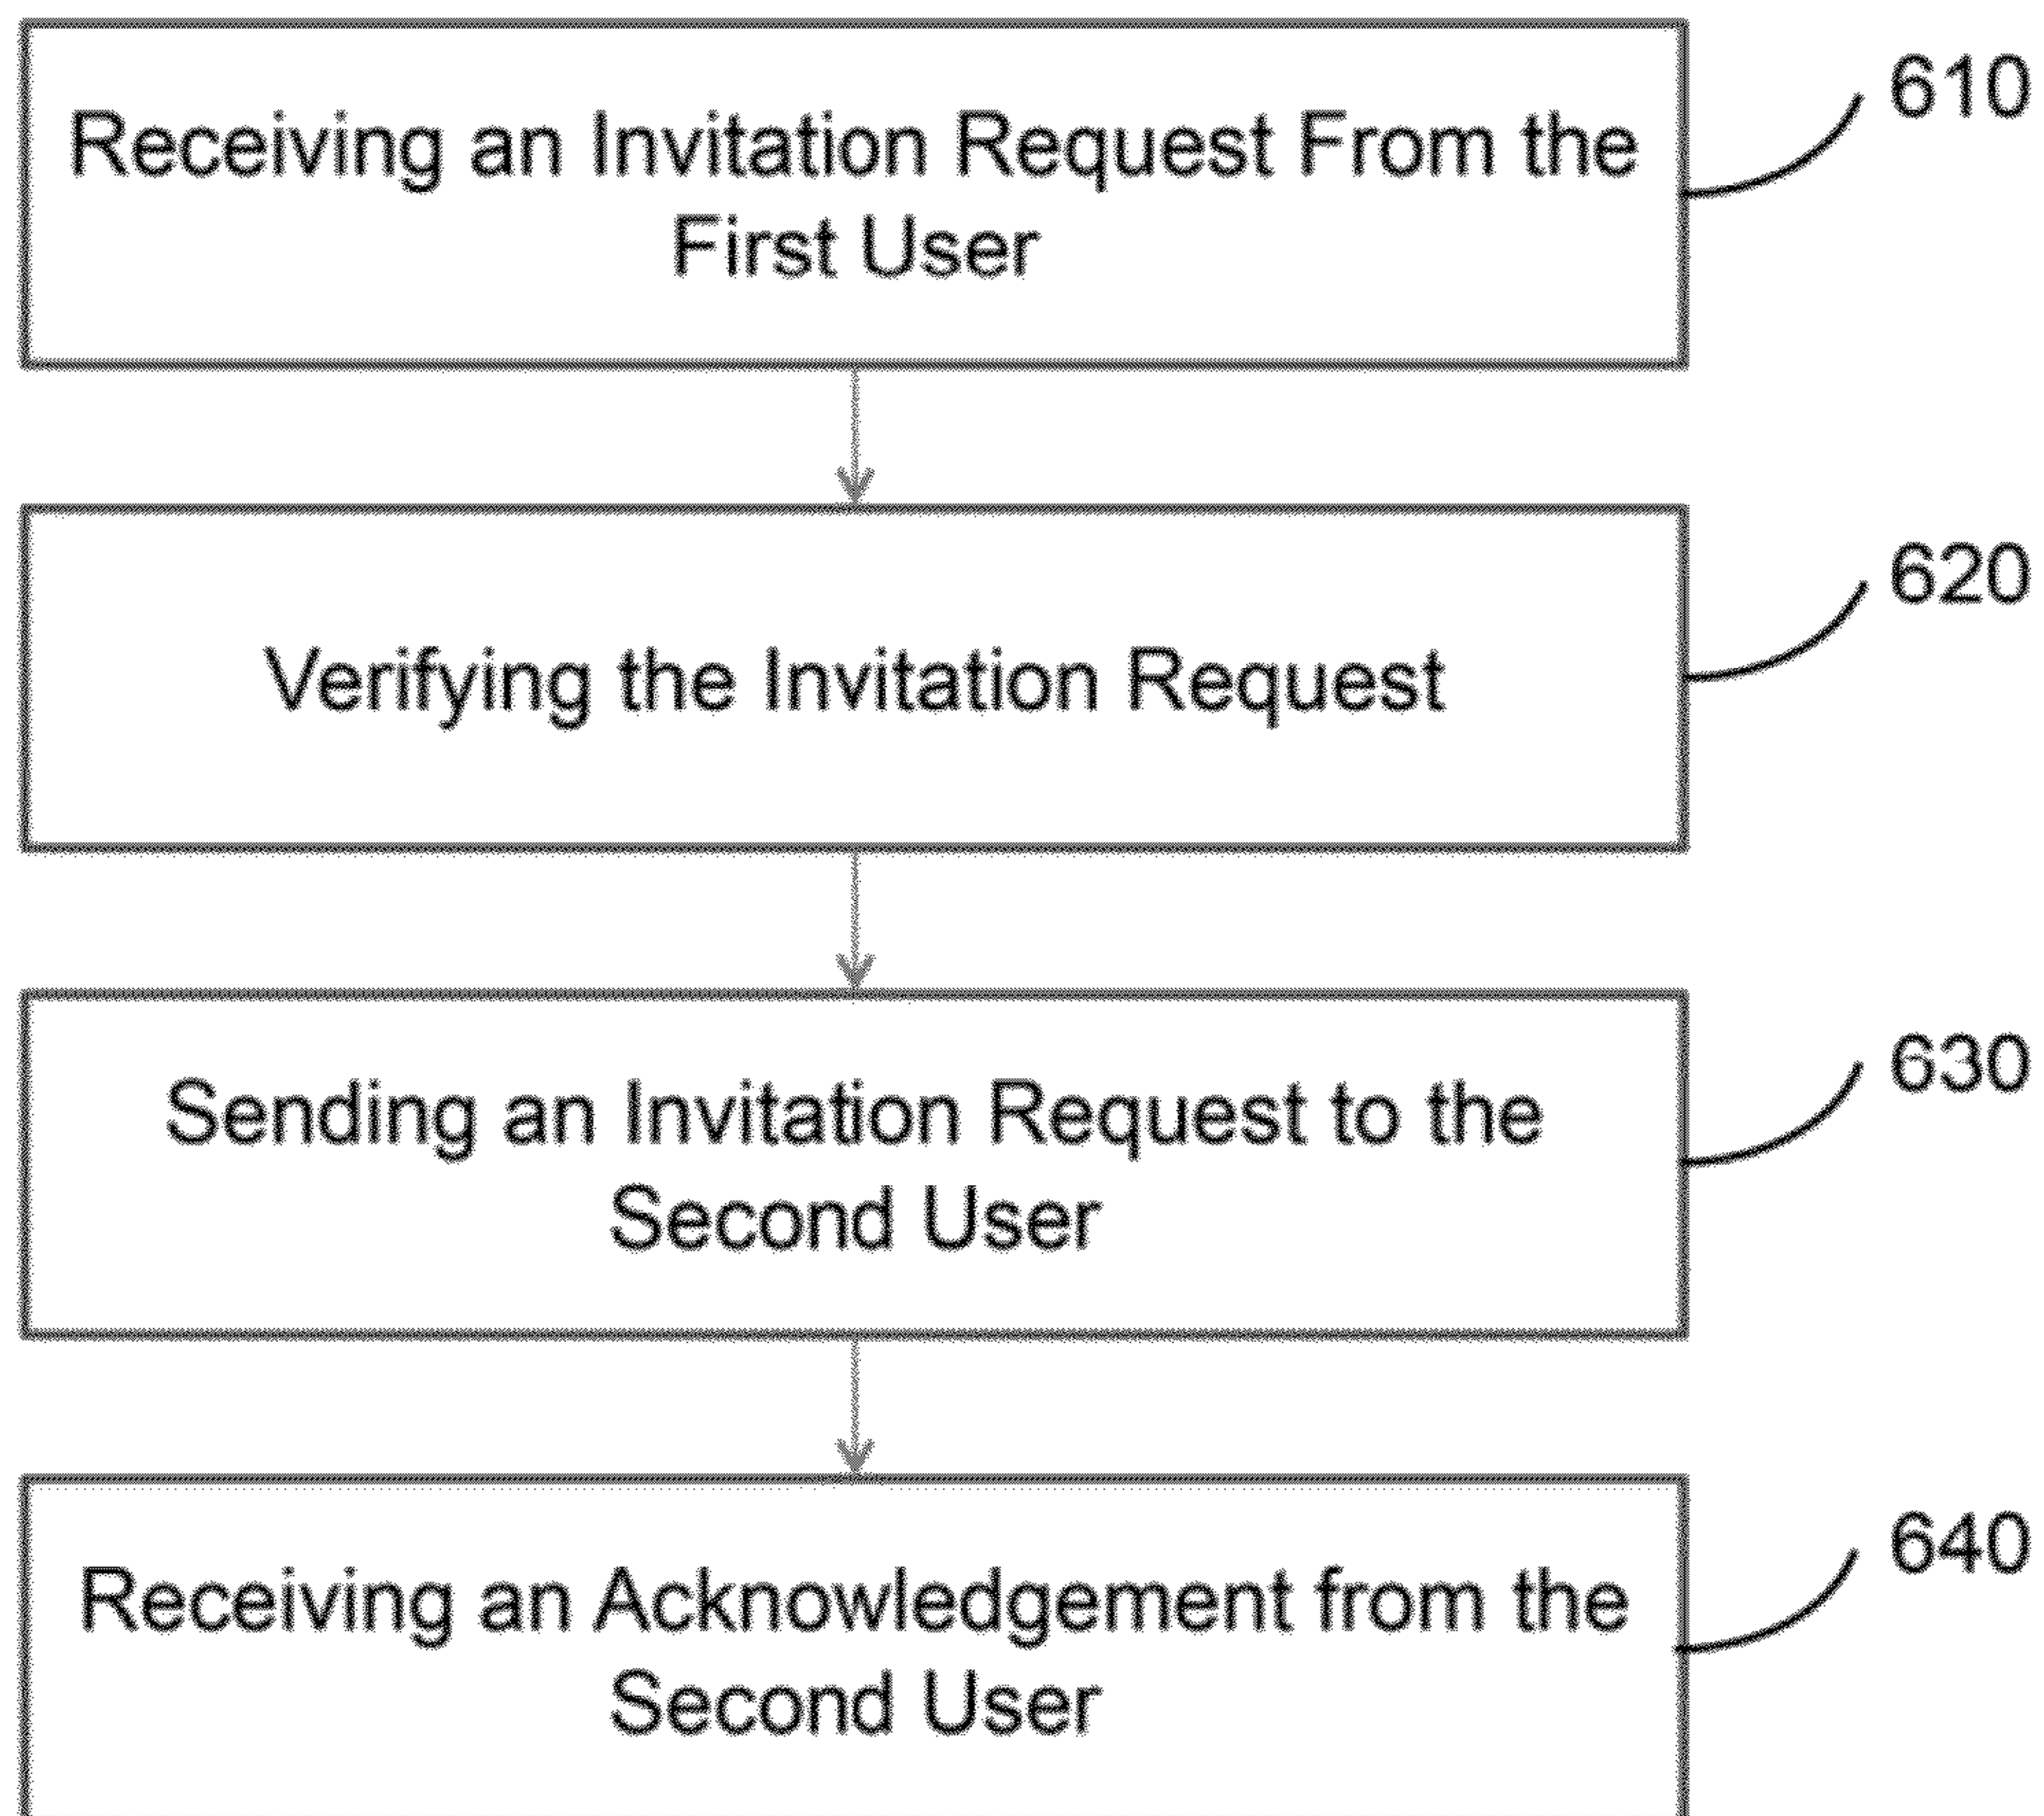 Receiving an Invitation Request From the
First User
610
Verifying the Invitation Request
620
Sending an Invitation Request to the
Second User
630
Receiving an Acknowledgement from the
Second User
640